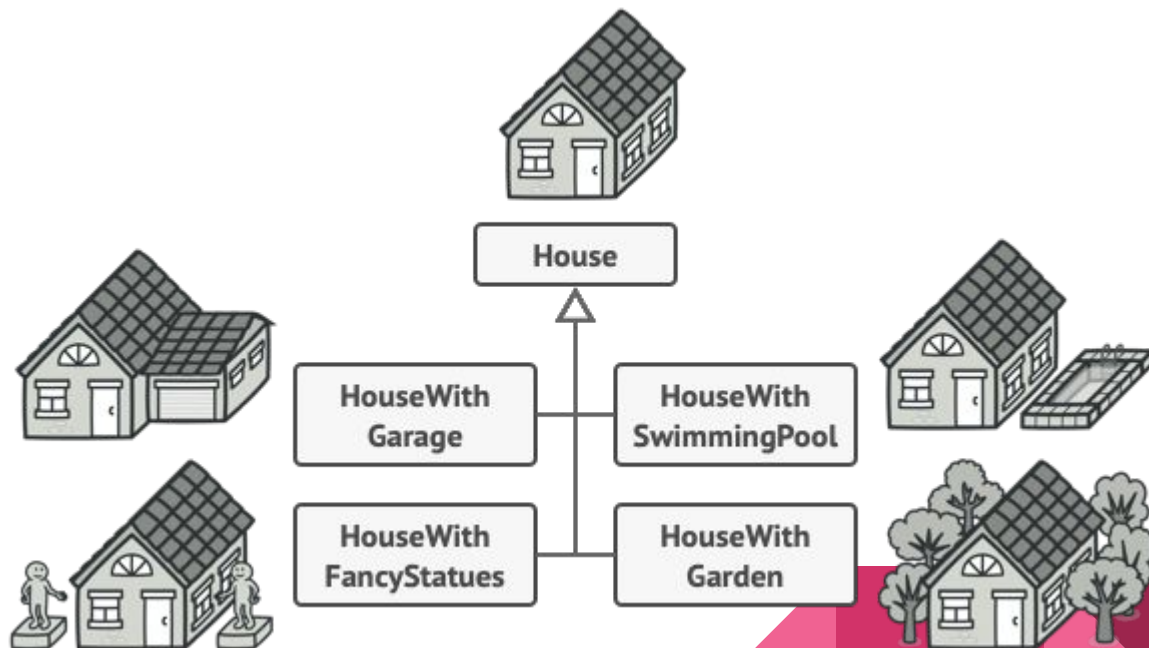 House
HouseWith
Garage
HouseWith
SwimmingPool
HouseWith
FancyStatues
HouseWith
Garden